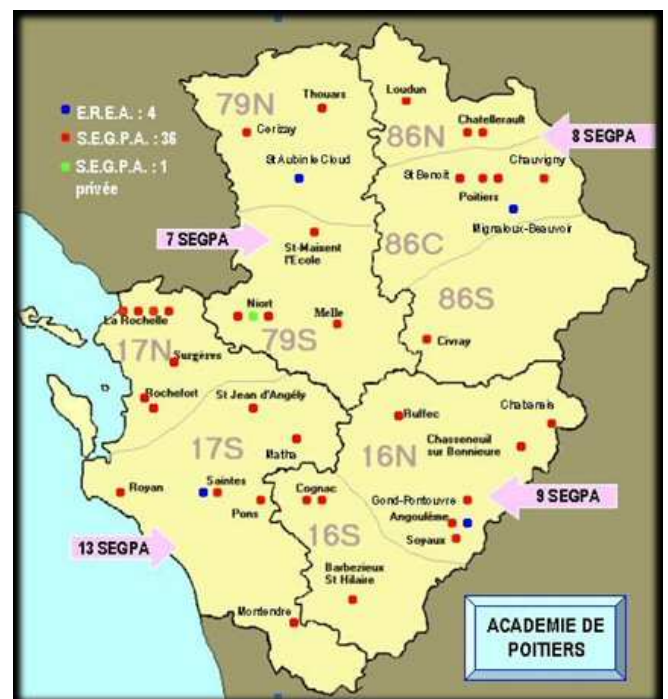 E.R.E.A. : 4
S.E.G.P.A. : 36
S.E.G.P.A. : 1
privée
79N
Thouars
Cerizay
St Aubin le Cloud
Loudun
86N
Chatellerault
8 SEGPA
St Benoit
Chauvigny
Poitiers
Mignaloux-Beauvoir
86C
7 SEGPA
St-Maixent
l'Ecole
86S
Niort
Melle
79S
Civray
La Rochelle
17N
Surgères
Rochefort
St Jean d'Angély
17S
Matha
Royan
Saintes
Pons
13 SEGPA
Montendre
Ruffec
Chabanais
16N
Chasseneuil
sur Bonnieure
Cognac
Gond-Pontouvre
9 SEGPA
Angoulème
Soyaux
16S
Barbezieux
St Hilaire
ACADEMIE DE
POITIERS